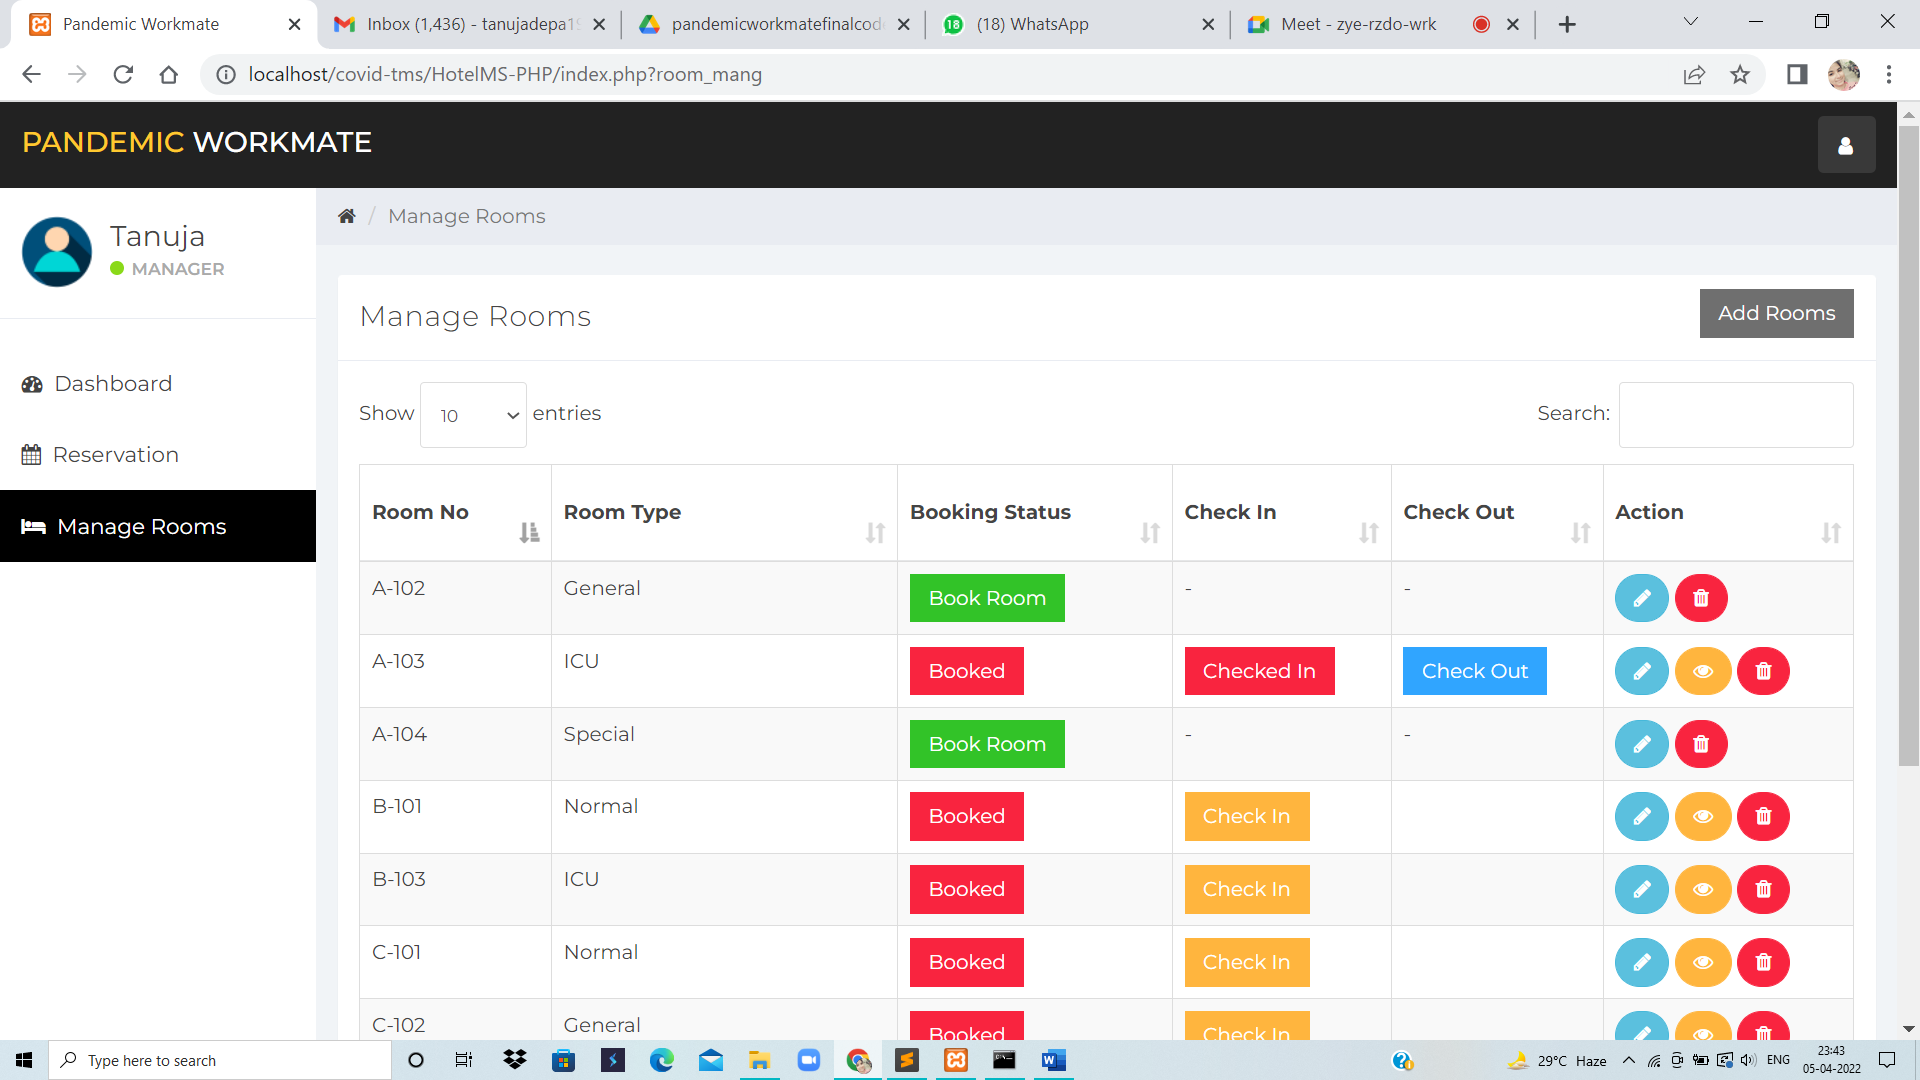 Pandemic Workmate
Inbox (1,436) - tanujadepa19
pandemicworkmatefinalcode
(18) WhatsApp
Meet - zye-rzdo-wrk
localhost/covid-tms/HotelMS-PHP/index.php?room_mang
PANDEMIC WORKMATE
Tanuja
MANAGER
/ Manage Rooms
Manage Rooms
Add Rooms
Dashboard
Reservation
Manage Rooms
Show 10 entries
Search:
Room No Room Type Booking Status Check In Check Out Action
A-102 General Book Room - -
A-103 ICU Booked Checked In Check Out
A-104 Special Book Room - -
B-101 Normal Booked Check In
B-103 ICU Booked Check In
C-101 Normal Booked Check In
C-102 General Booked Check In
Type here to search
29°C Haze
ENG
23:43
05-04-2022